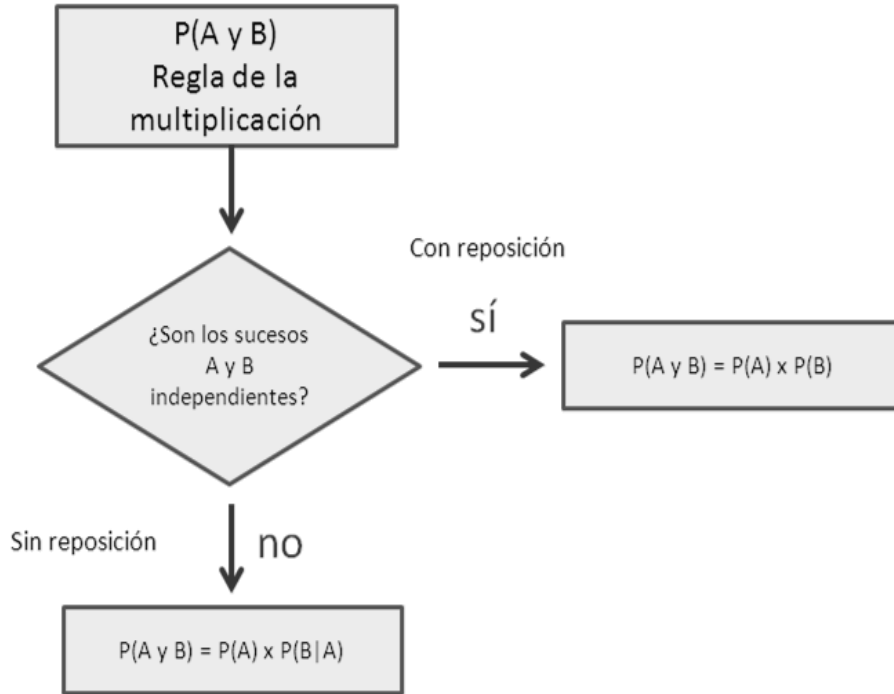 P(A y B)
Regla de la
multiplicación
Con reposición
¿Son los sucesos
A y B
independientes?
SÍ
P(A y B) = P(A) x P(B)
Sin reposición
no
P(A y B) = P(A) x P(B|A)